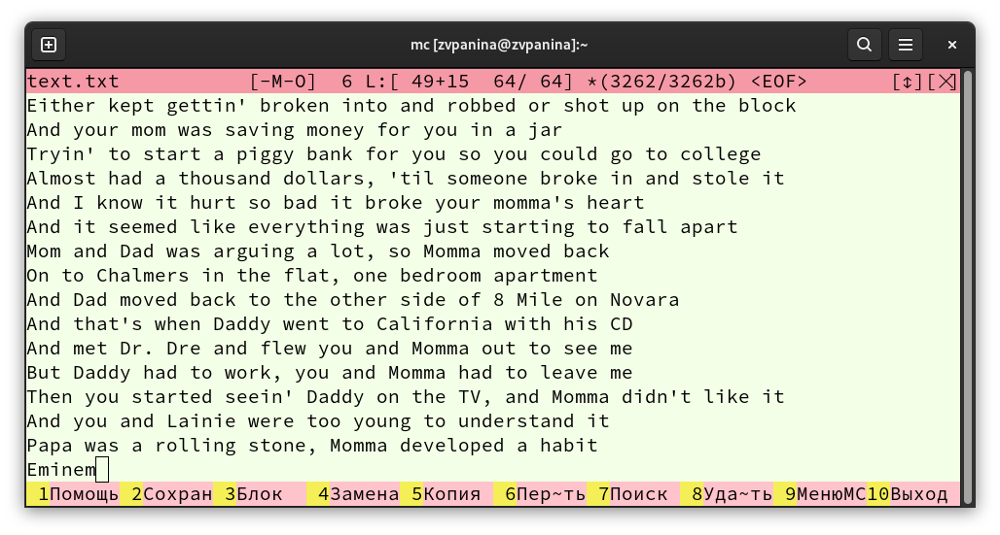 mc [zvpanina@zvpanina]:~
text.txt [-M-O] 6 L:[ 49+15 64/ 64] *(3262/3262b) <EOF> [↕][X]
Either kept gettin' broken into and robbed or shot up on the block
And your mom was saving money for you in a jar
Tryin' to start a piggy bank for you so you could go to college
Almost had a thousand dollars, 'til someone broke in and stole it
And I know it hurt so bad it broke your momma's heart
And it seemed like everything was just starting to fall apart
Mom and Dad was arguing a lot, so Momma moved back
On to Chalmers in the flat, one bedroom apartment
And Dad moved back to the other side of 8 Mile on Novara
And that's when Daddy went to California with his CD
And met Dr. Dre and flew you and Momma out to see me
But Daddy had to work, you and Momma had to leave me
Then you started seein' Daddy on the TV, and Momma didn't like it
And you and Lainie were too young to understand it
Papa was a rolling stone, Momma developed a habit
Eminem
1Помощь 2Сохран 3Блок 4Замена 5Копия 6Пер~ть 7Поиск 8Уда~ть 9МенюMC10Выход